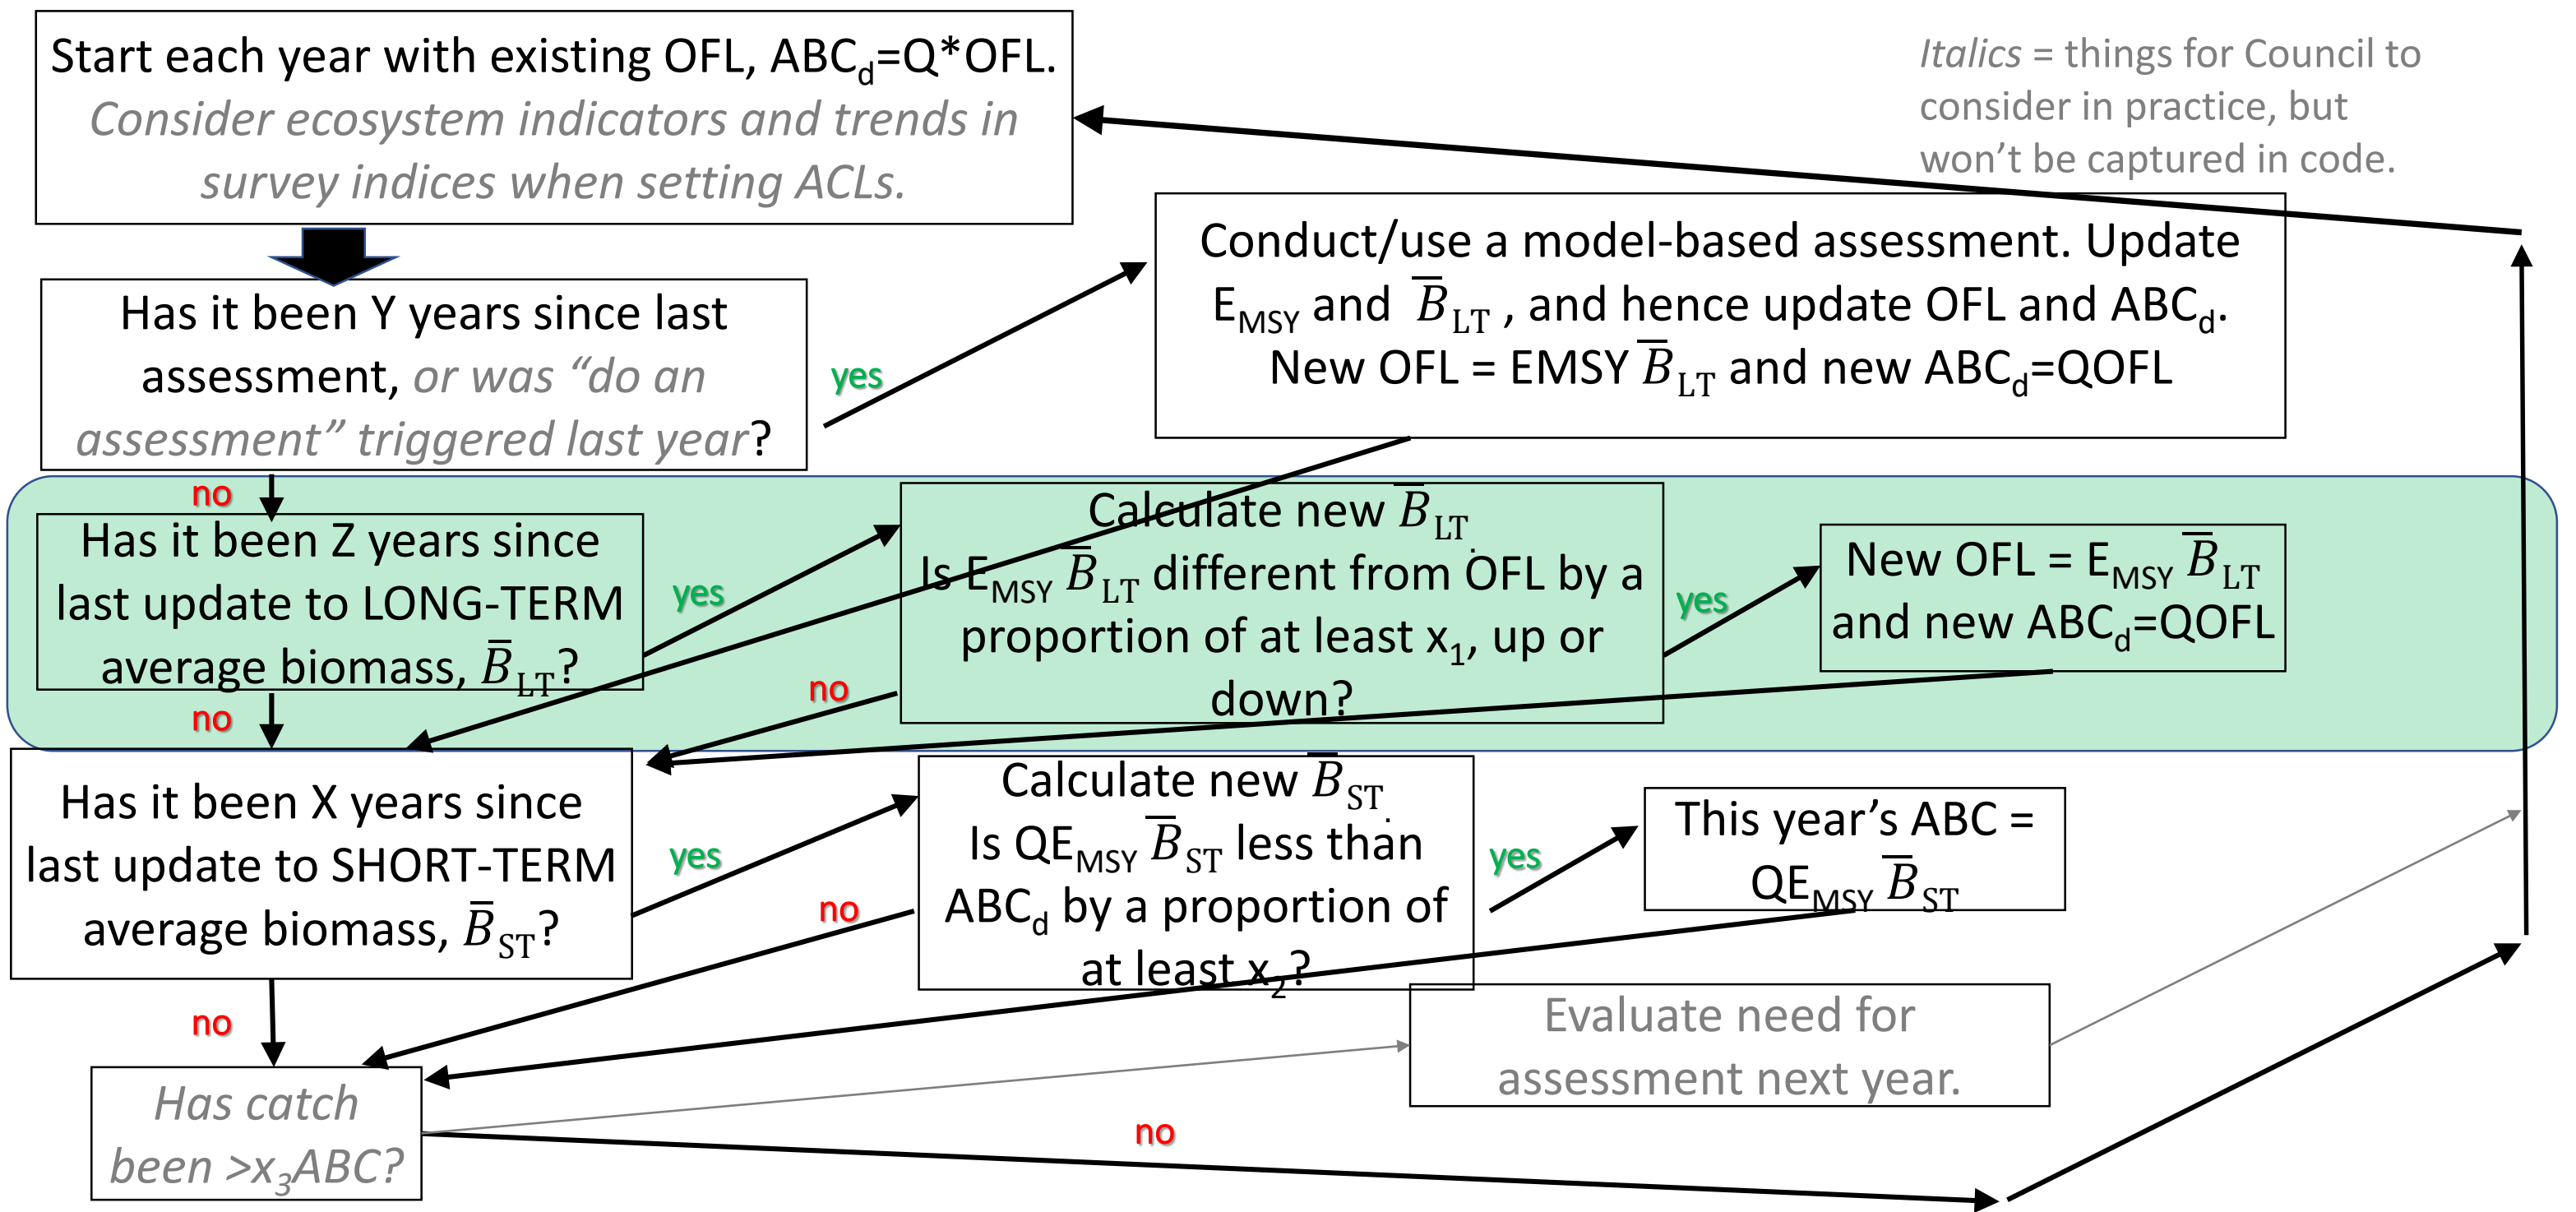 Start each year with existing OFL, ABCd=Q*OFL.
Consider ecosystem indicators and trends in
survey indices when setting ACLs.
Italics = things for Council to
consider in practice, but
won't be captured in code.
Has it been Y years since last
assessment, or was "do an
assessment" triggered last year?
yes
Conduct/use a model-based assessment. Update
EMSY and B̅LT , and hence update OFL and ABCd.
New OFL = EMSY B̅LT and new ABCd=QOFL
no
Has it been Z years since
last update to LONG-TERM
average biomass, B̅LT?
yes
Calculate new B̅LT.
Is EMSY B̅LT different from OFL by a
proportion of at least x1, up or
down?
yes
New OFL = EMSY B̅LT
and new ABCd=QOFL
no
no
Has it been X years since
last update to SHORT-TERM
average biomass, B̅ST?
yes
Calculate new B̅ST.
Is QEMSY B̅ST less than
ABCd by a proportion of
at least x2?
yes
This year's ABC =
QEMSY B̅ST
no
no
Has catch
been >x3ABC?
Evaluate need for
assessment next year.
no